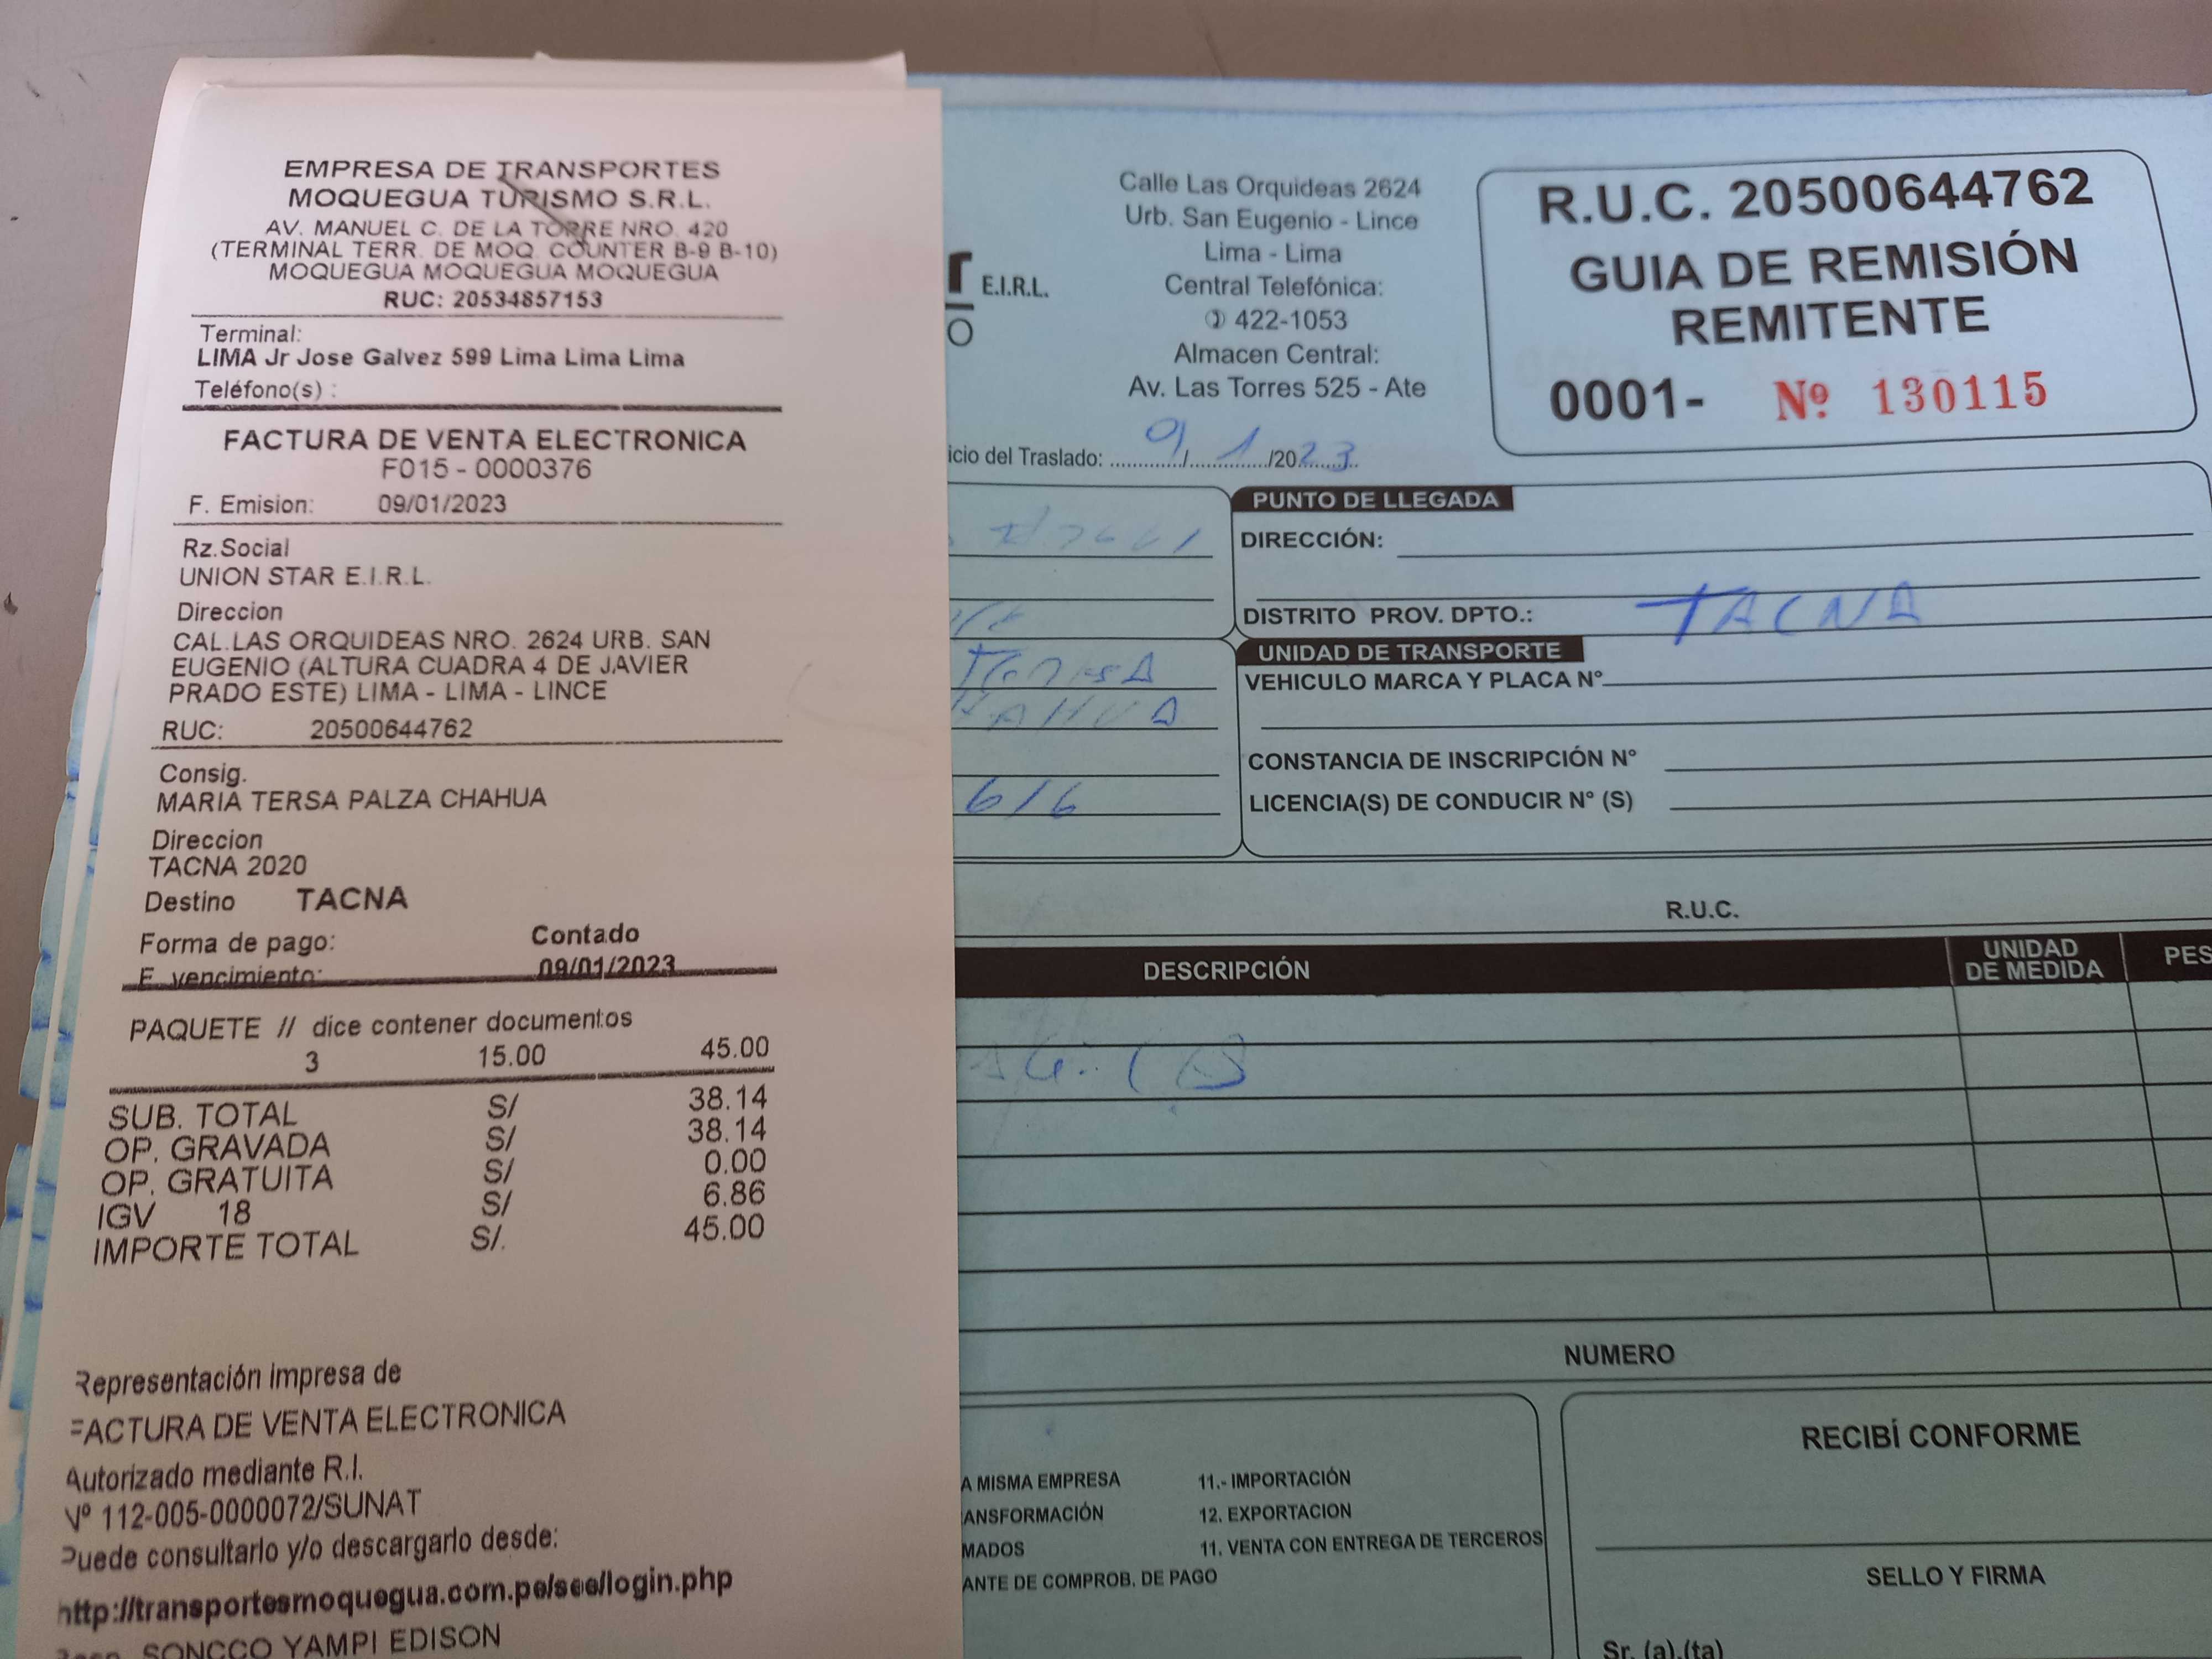 EMPRESA DE TRANSPORTES
MOQUEGUA TURISMO S.R.L.
AV. MANUEL C. DE LA TORRE NRO. 420
(TERMINAL TERR. DE MOQ. COUNTER B-9 B-10)
MOQUEGUA MOQUEGUA MOQUEGUA
RUC: 20534857153
Terminal:
LIMA Jr Jose Galvez 599 Lima Lima Lima
Teléfono(s) :
FACTURA DE VENTA ELECTRONICA
F015 - 0000376
F. Emision: 09/01/2023
Rz.Social
UNION STAR E.I.R.L.
Direccion
CAL.LAS ORQUIDEAS NRO. 2624 URB. SAN
EUGENIO (ALTURA CUADRA 4 DE JAVIER
PRADO ESTE) LIMA - LIMA - LINCE
RUC: 20500644762
Consig.
MARIA TERSA PALZA CHAHUA
Direccion
TACNA 2020
Destino TACNA
Forma de pago: Contado
F. vencimiento: 09/01/2023
PAQUETE // dice contener documentos
3 15.00 45.00
SUB. TOTAL S/ 38.14
OP. GRAVADA S/ 38.14
OP. GRATUITA S/ 0.00
IGV 18 S/ 6.86
IMPORTE TOTAL S/. 45.00
Representación impresa de
FACTURA DE VENTA ELECTRONICA
Autorizado mediante R.I.
Nº 112-005-0000072/SUNAT
Puede consultarlo y/o descargarlo desde:
http://transportesmoquegua.com.pe/see/login.php
SONCCO YAMPI EDISON
E.I.R.L.
Calle Las Orquideas 2624
Urb. San Eugenio - Lince
Lima - Lima
Central Telefónica:
422-1053
Almacen Central:
Av. Las Torres 525 - Ate
R.U.C. 20500644762
GUIA DE REMISIÓN
REMITENTE
0001- Nº 130115
icio del Traslado: 9/1/2023
PUNTO DE LLEGADA
DIRECCIÓN:
DISTRITO PROV. DPTO.: TACNA
UNIDAD DE TRANSPORTE
VEHICULO MARCA Y PLACA N°
CONSTANCIA DE INSCRIPCIÓN N°
616
LICENCIA(S) DE CONDUCIR N° (S)
R.U.C.
DESCRIPCIÓN
UNIDAD
DE MEDIDA
PES
NUMERO
A MISMA EMPRESA
ANSFORMACIÓN
MADOS
ANTE DE COMPROB. DE PAGO
11.- IMPORTACIÓN
12. EXPORTACION
11. VENTA CON ENTREGA DE TERCEROS
RECIBÍ CONFORME
SELLO Y FIRMA
Sr. (a).(ta)